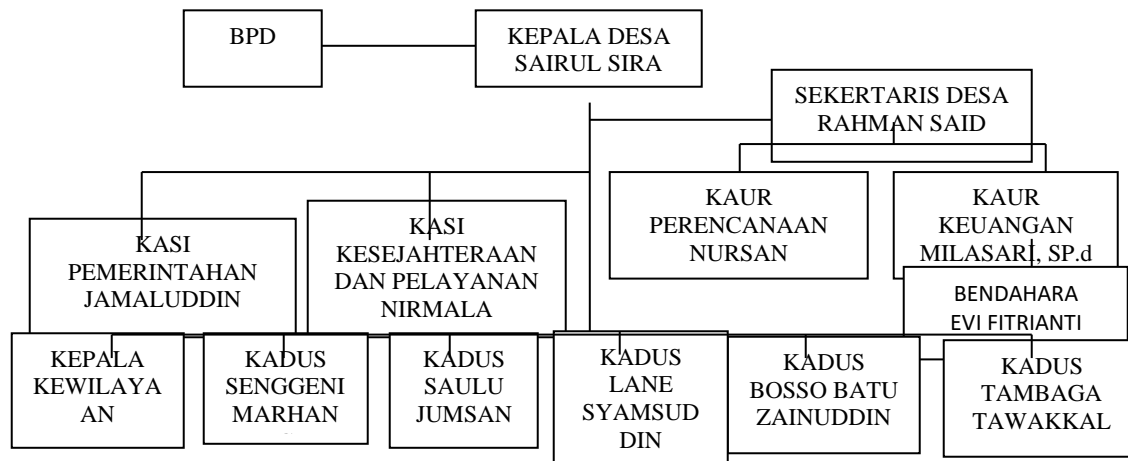 BPD
KEPALA DESA
SAIRUL SIRA
SEKERTARIS DESA
RAHMAN SAID
KASI
PEMERINTAHAN
JAMALUDDIN
KASI
KESEJAHTERAAN
DAN PELAYANAN
NIRMALA
KAUR
PERENCANAAN
NURSAN
KAUR
KEUANGAN
MILASARI, SP.d
BENDAHARA
EVI FITRIANTI
KEPALA
KEWILAYA
AN
KADUS
SENGGENI
MARHAN
KADUS
SAULU
JUMSAN
KADUS
LANE
SYAMSUD
DIN
KADUS
BOSSO BATU
ZAINUDDIN
KADUS
TAMBAGA
TAWAKKAL